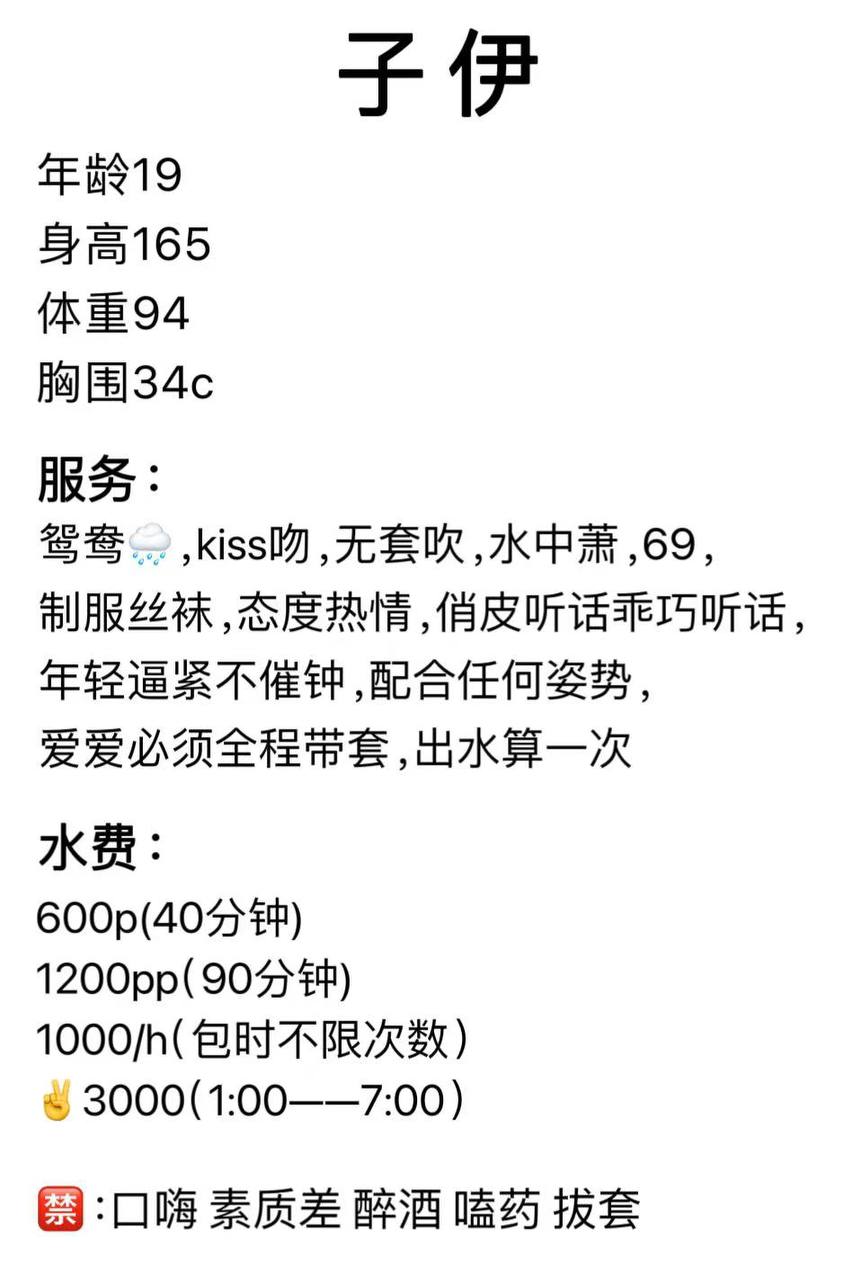 子伊
年龄19
身高165
体重94
胸围34c
服务：
鸳鸯🌧️,kiss吻,无套吹,水中萧,69,
制服丝袜,态度热情,俏皮听话乖巧听话,
年轻逼紧不催钟,配合任何姿势,
爱爱必须全程带套,出水算一次
水费：
600p(40分钟)
1200pp(90分钟)
1000/h(包时不限次数)
✌️3000(1:00——7:00)
🈲:口嗨 素质差 醉酒 嗑药 拔套